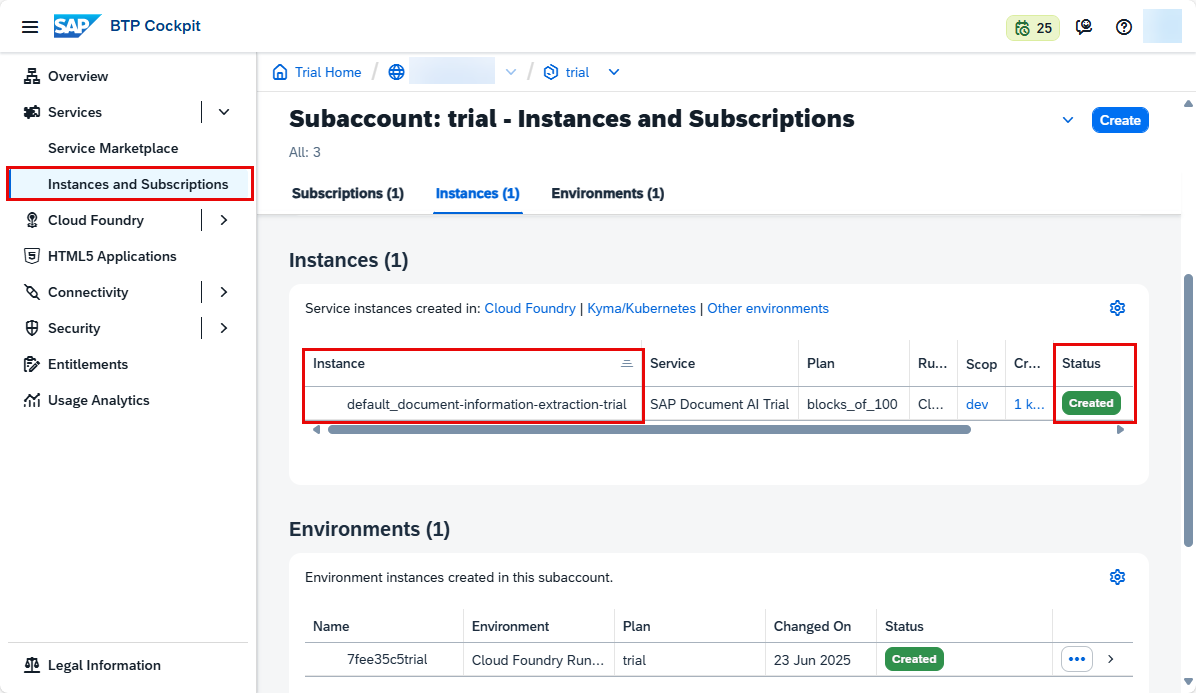 SAP BTP Cockpit 25
Trial Home / / trial
Overview
Services
Service Marketplace
Instances and Subscriptions
Cloud Foundry
HTML5 Applications
Connectivity
Security
Entitlements
Usage Analytics
Legal Information
Subaccount: trial - Instances and Subscriptions
Create
All: 3
Subscriptions (1) Instances (1) Environments (1)
Instances (1)
Service instances created in: Cloud Foundry | Kyma/Kubernetes | Other environments
Instance Service Plan Ru... Scop Cr... Status
default_document-information-extraction-trial SAP Document AI Trial blocks_of_100 Cl... dev 1 k... Created
Environments (1)
Environment instances created in this subaccount.
Name Environment Plan Changed On Status
7fee35c5trial Cloud Foundry Run... trial 23 Jun 2025 Created